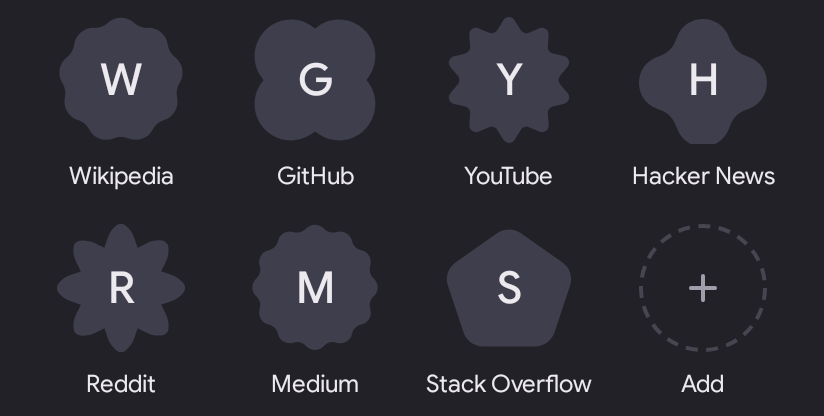 W G Y H
Wikipedia GitHub YouTube Hacker News
R M S +
Reddit Medium Stack Overflow Add